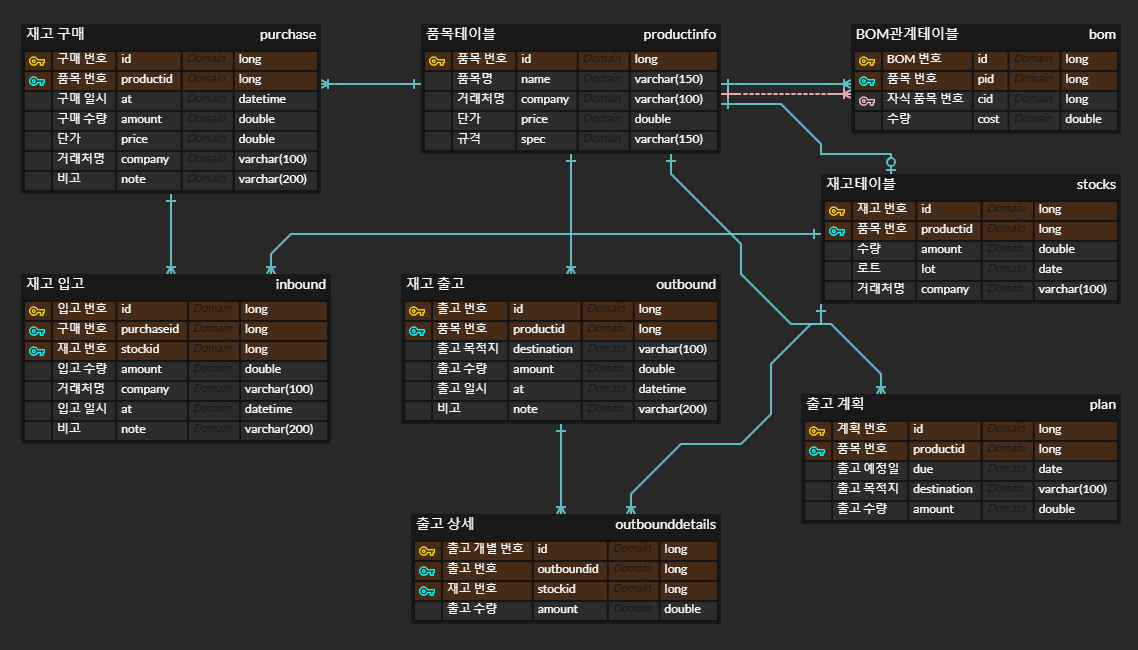 재고 구매 purchase
구매 번호 id Domain long
품목 번호 productid Domain long
구매 일시 at Domain datetime
구매 수량 amount Domain double
단가 price Domain double
거래처명 company Domain varchar(100)
비고 note Domain varchar(200)
품목테이블 productinfo
품목 번호 id Domain long
품목명 name Domain varchar(150)
거래처명 company Domain varchar(100)
단가 price Domain double
규격 spec Domain varchar(150)
BOM관계테이블 bom
BOM 번호 id Domain long
품목 번호 pid Domain long
자식 품목 번호 cid Domain long
수량 cost Domain double
재고테이블 stocks
재고 번호 id Domain long
품목 번호 productid Domain long
수량 amount Domain double
로트 lot Domain date
거래처명 company Domain varchar(100)
재고 입고 inbound
입고 번호 id Domain long
구매 번호 purchaseid Domain long
재고 번호 stockid Domain long
입고 수량 amount Domain double
거래처명 company Domain varchar(100)
입고 일시 at Domain datetime
비고 note Domain varchar(200)
재고 출고 outbound
출고 번호 id Domain long
품목 번호 productid Domain long
출고 목적지 destination Domain varchar(100)
출고 수량 amount Domain double
출고 일시 at Domain datetime
비고 note Domain varchar(200)
출고 계획 plan
계획 번호 id Domain long
품목 번호 productid Domain long
출고 예정일 due Domain date
출고 목적지 destination Domain varchar(100)
출고 수량 amount Domain double
출고 상세 outbounddetails
출고 개별 번호 id Domain long
출고 번호 outboundid Domain long
재고 번호 stockid Domain long
출고 수량 amount Domain double